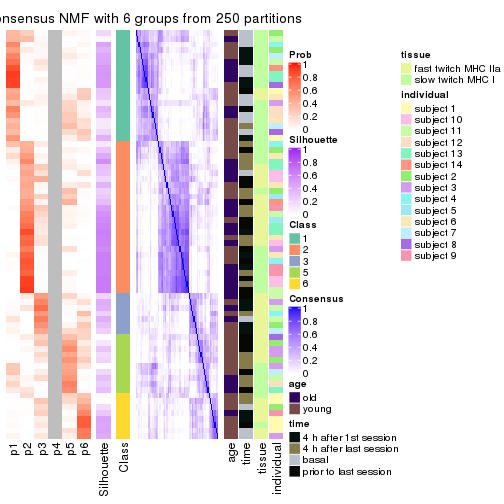 onsensus NMF with 6 groups from 250 partitions
Prob
1
0.8
0.6
0.4
0.2
0
Silhouette
1
0.8
0.6
0.4
0.2
0
Class
1
2
3
5
6
Consensus
1
0.8
0.6
0.4
0.2
0
age
old
young
time
4 h after 1st session
4 h after last session
basal
prior to last session
tissue
fast twitch MHC IIa
slow twitch MHC I
individual
subject 1
subject 10
subject 11
subject 12
subject 13
subject 14
subject 2
subject 3
subject 4
subject 5
subject 6
subject 7
subject 8
subject 9
p1
p2
p3
p4
p5
p6
Silhouette
Class
age
time
tissue
individual